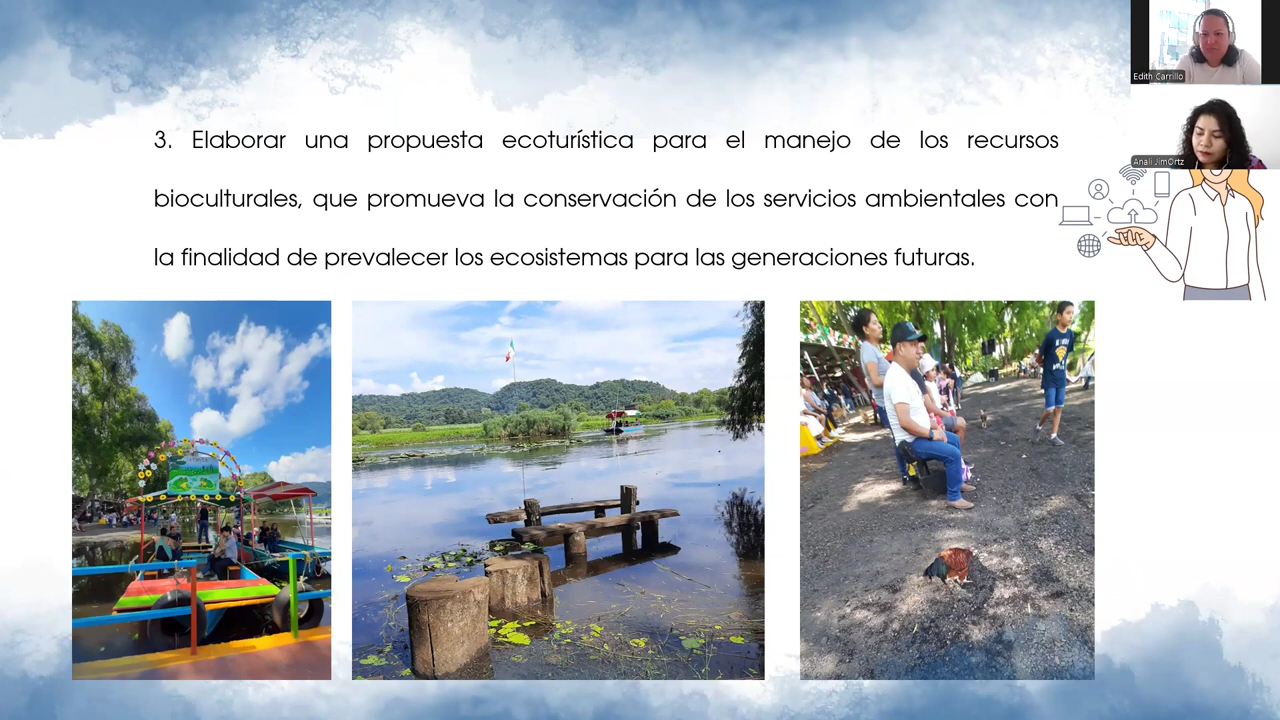 Edith Carrillo
3. Elaborar una propuesta ecoturística para el manejo de los recursos
Anali JimOrtz
bioculturales, que promueva la conservación de los servicios ambientales con
la finalidad de prevalecer los ecosistemas para las generaciones futuras.